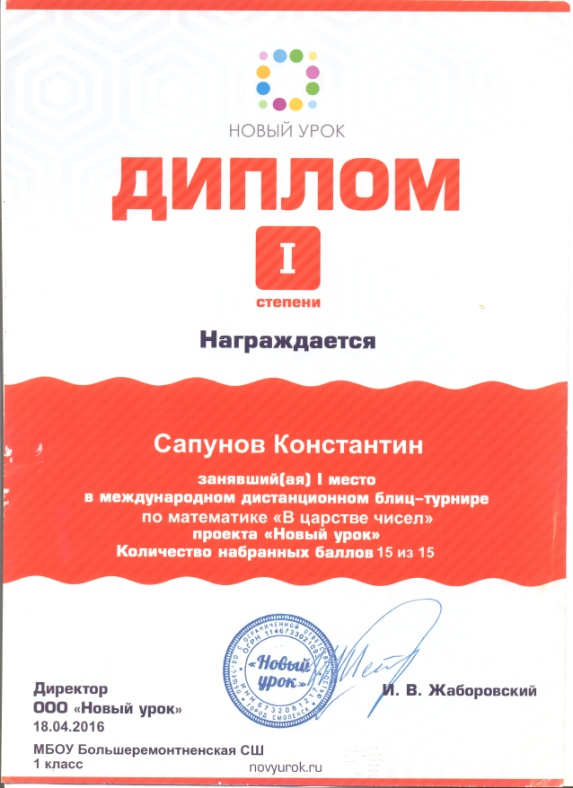 НОВЫЙ УРОК
ДИПЛОМ
I
степени
Награждается
Сапунов Константин
занявший(ая) I место
в международном дистанционном блиц-турнире
по математике «В царстве чисел»
проекта «Новый урок»
Количество набранных баллов 15 из 15
«Новый
урок»
ГОРОД СМОЛЕНСК
Директор
ООО «Новый урок»
18.04.2016
И. В. Жаборовский
МБОУ Большеремонтненская СШ
1 класс
novyurok.ru